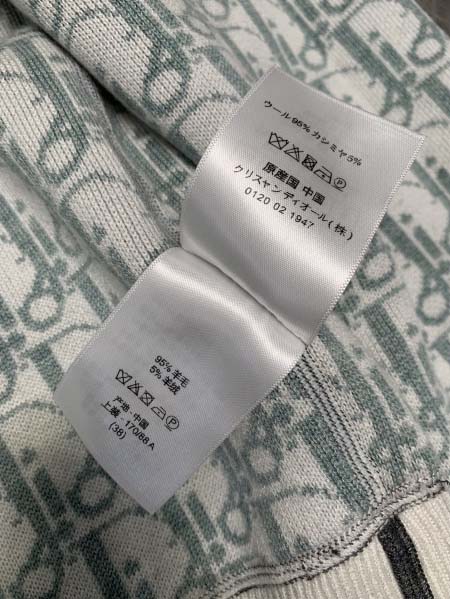 ウール95% カシミヤ5%
原産国 中国
クリスャンディオール(株)
0120 02 1947
95% 羊毛
5% 羊绒
产地:中国
上装:170/88A
(38)